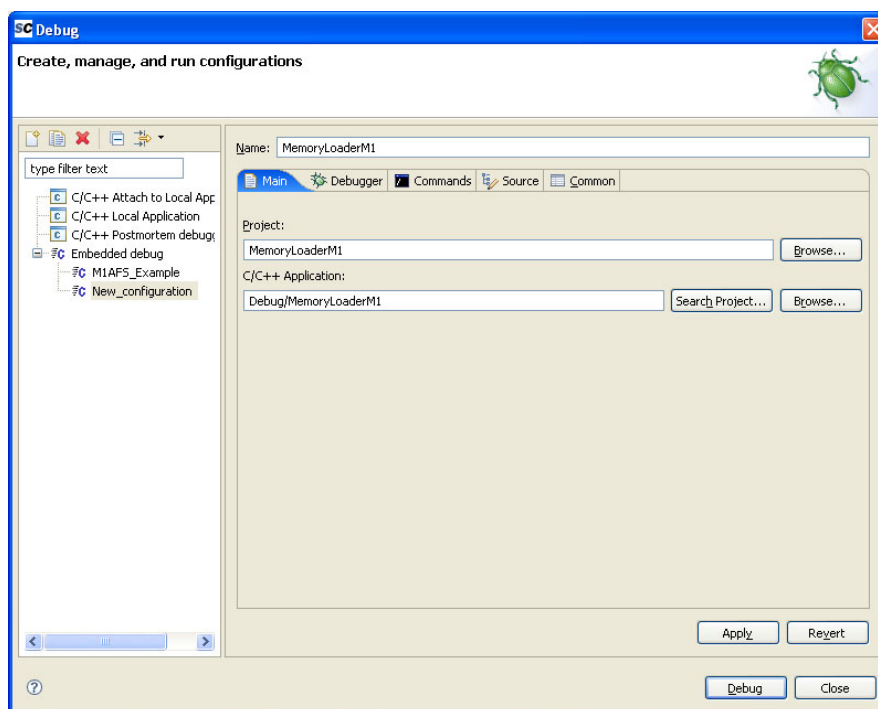 SC Debug
Create, manage, and run configurations
type filter text
C/C++ Attach to Local App
C/C++ Local Application
C/C++ Postmortem debugg
Embedded debug
M1AFS_Example
New_configuration
Name: MemoryLoaderM1
Main Debugger Commands Source Common
Project:
MemoryLoaderM1 Browse...
C/C++ Application:
Debug/MemoryLoaderM1 Search Project... Browse...
Apply Revert
Debug Close